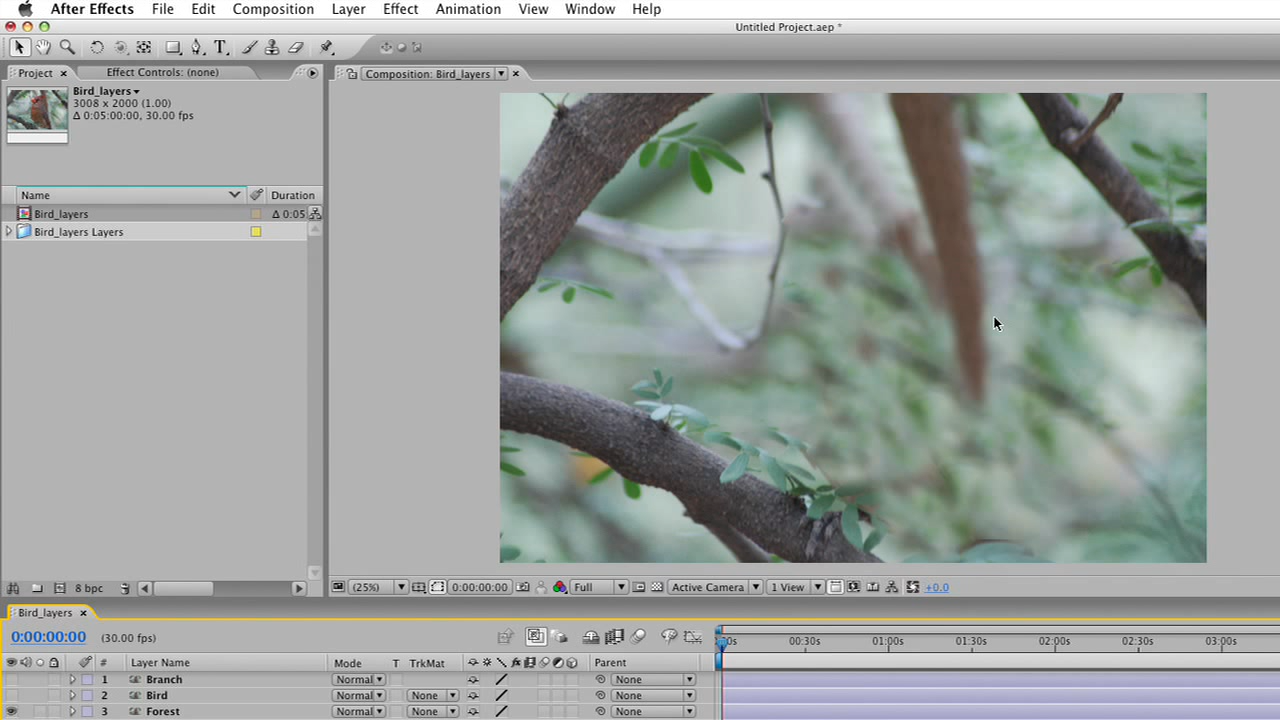 After Effects File Edit Composition Layer Effect Animation View Window Help
Untitled Project.aep *
T
Project Effect Controls: (none) Composition: Bird_layers
Bird_layers
3008 x 2000 (1.00)
Δ 0:05:00:00, 30.00 fps
Name Duration
Bird_layers Δ 0:05
Bird_layers Layers
8 bpc (25%) 0:00:00:00 Full Active Camera 1 View +0.0
Bird_layers
0:00:00:00 (30.00 fps) 00:30s 01:00s 01:30s 02:00s 02:30s 03:00s
# Layer Name Mode T TrkMat Parent
1 Branch Normal None
2 Bird Normal None None
3 Forest Normal None None